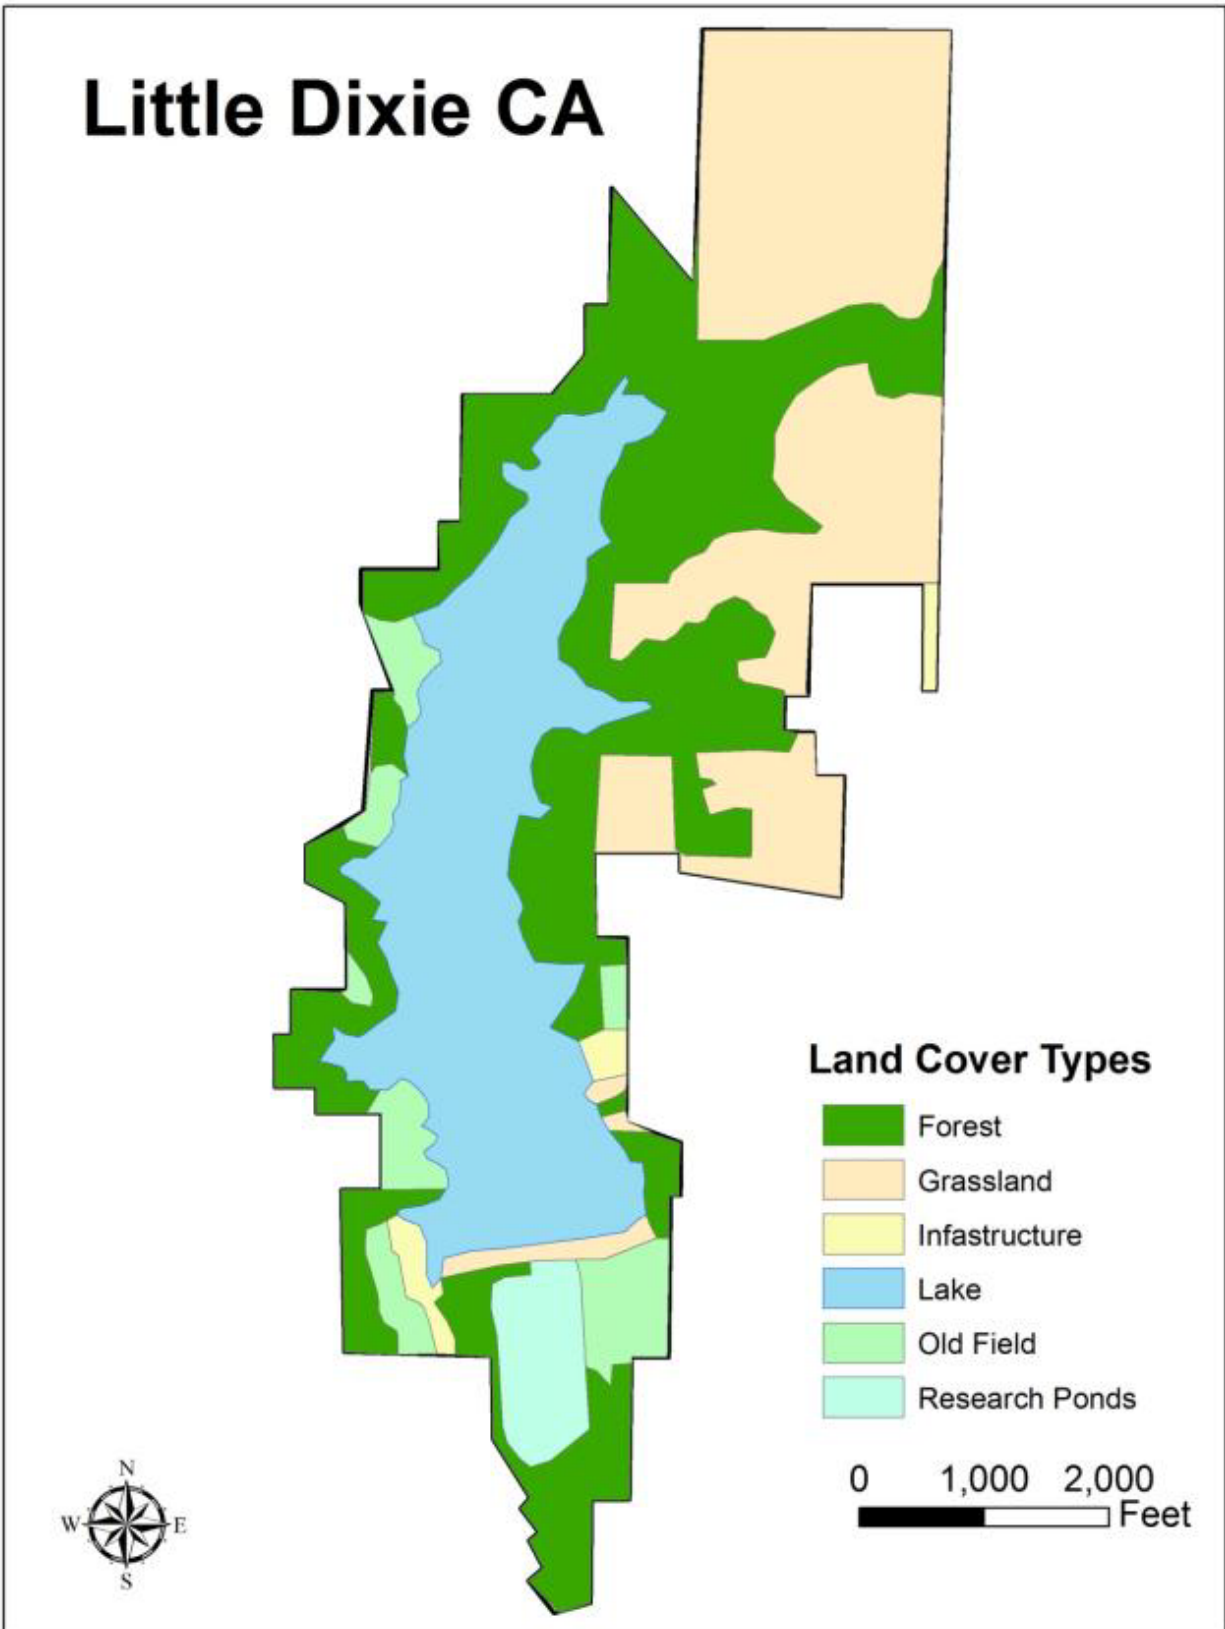 Little Dixie CA
Land Cover Types
Forest
Grassland
Infastructure
Lake
Old Field
Research Ponds
0 1,000 2,000
Feet
N
W E
S